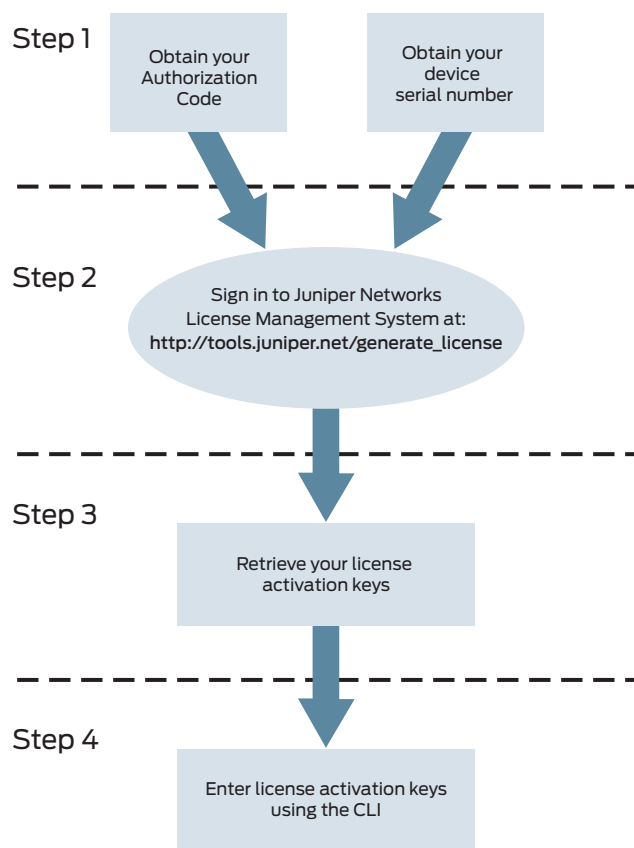 Step 1
Obtain your
Authorization
Code
Obtain your
device
serial number
Step 2
Sign in to Juniper Networks
License Management System at:
http://tools.juniper.net/generate_license
Step 3
Retrieve your license
activation keys
Step 4
Enter license activation keys
using the CLI